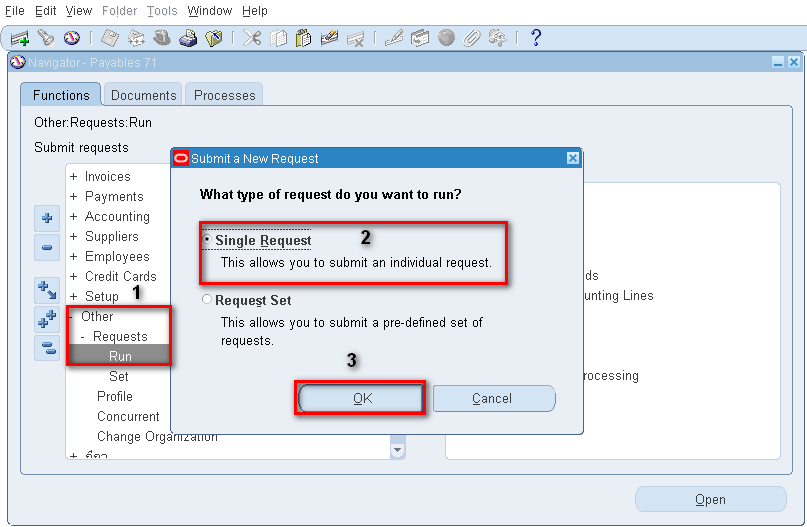 File Edit View Folder Tools Window Help
Navigator - Payables 71
Functions Documents Processes
Other:Requests:Run
Submit requests
+ Invoices
+ Payments
+ Accounting
+ Suppliers
+ Employees
+ Credit Cards
+ Setup
1
- Other
- Requests
Run
Set
Profile
Concurrent
Change Organization
Submit a New Request
What type of request do you want to run?
Single Request
2
This allows you to submit an individual request.
Request Set
This allows you to submit a pre-defined set of
requests.
3
OK Cancel
ds
unting Lines
rocessing
Open